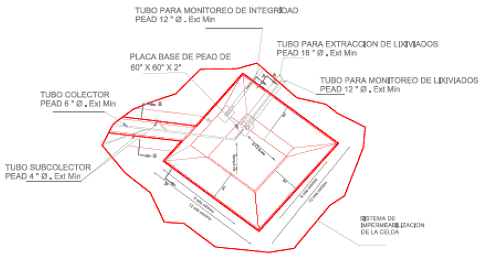 TUBO PARA MONITOREO DE INTEGRIDAD
PEAD 12 " Ø . Ext Min
TUBO PARA EXTRACCION DE LIXIVIADOS
PEAD 18 " Ø . Ext Min
PLACA BASE DE PEAD DE
60" X 60" X 2"
TUBO PARA MONITOREO DE LIXIVIADOS
PEAD 12 " Ø . Ext Min
TUBO COLECTOR
PEAD 6 " Ø . Ext Min
TUBO SUBCOLECTOR
PEAD 4 " Ø . Ext Min
SISTEMA DE
IMPERMEABILIZACION
DE LA CELDA